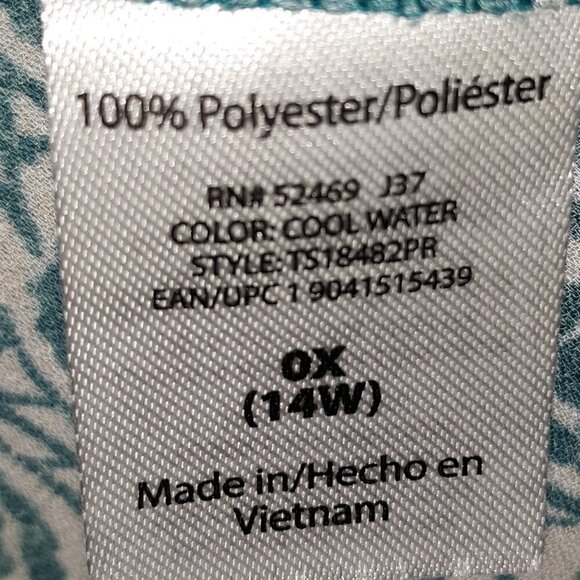 100% Polyester/Poliéster
RN# 52469 J37
COLOR: COOL WATER
STYLE:TS18482PR
EAN/UPC 1 9041515439
0X
(14W)
Made in/Hecho en
Vietnam